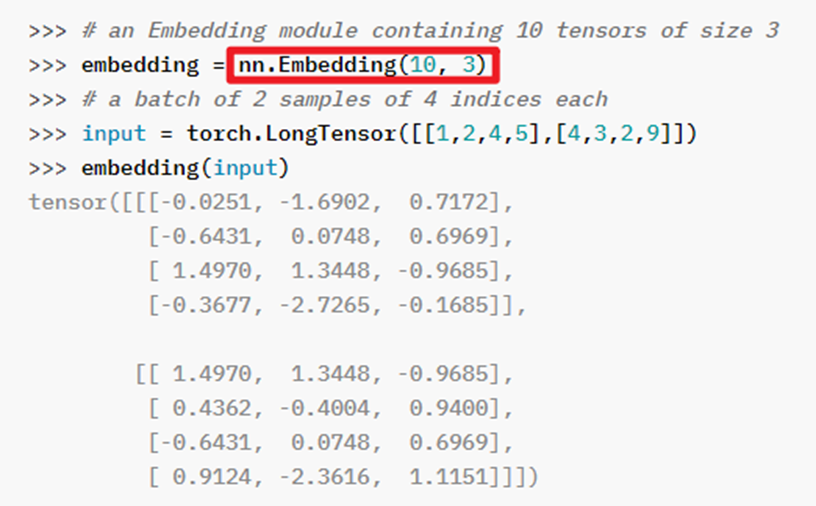 >>> # an Embedding module containing 10 tensors of size 3
>>> embedding = nn.Embedding(10, 3)
>>> # a batch of 2 samples of 4 indices each
>>> input = torch.LongTensor([[1,2,4,5],[4,3,2,9]])
>>> embedding(input)
tensor([[[-0.0251, -1.6902,  0.7172],
         [-0.6431,  0.0748,  0.6969],
         [ 1.4970,  1.3448, -0.9685],
         [-0.3677, -2.7265, -0.1685]],

        [[ 1.4970,  1.3448, -0.9685],
         [ 0.4362, -0.4004,  0.9400],
         [-0.6431,  0.0748,  0.6969],
         [ 0.9124, -2.3616,  1.1151]]])